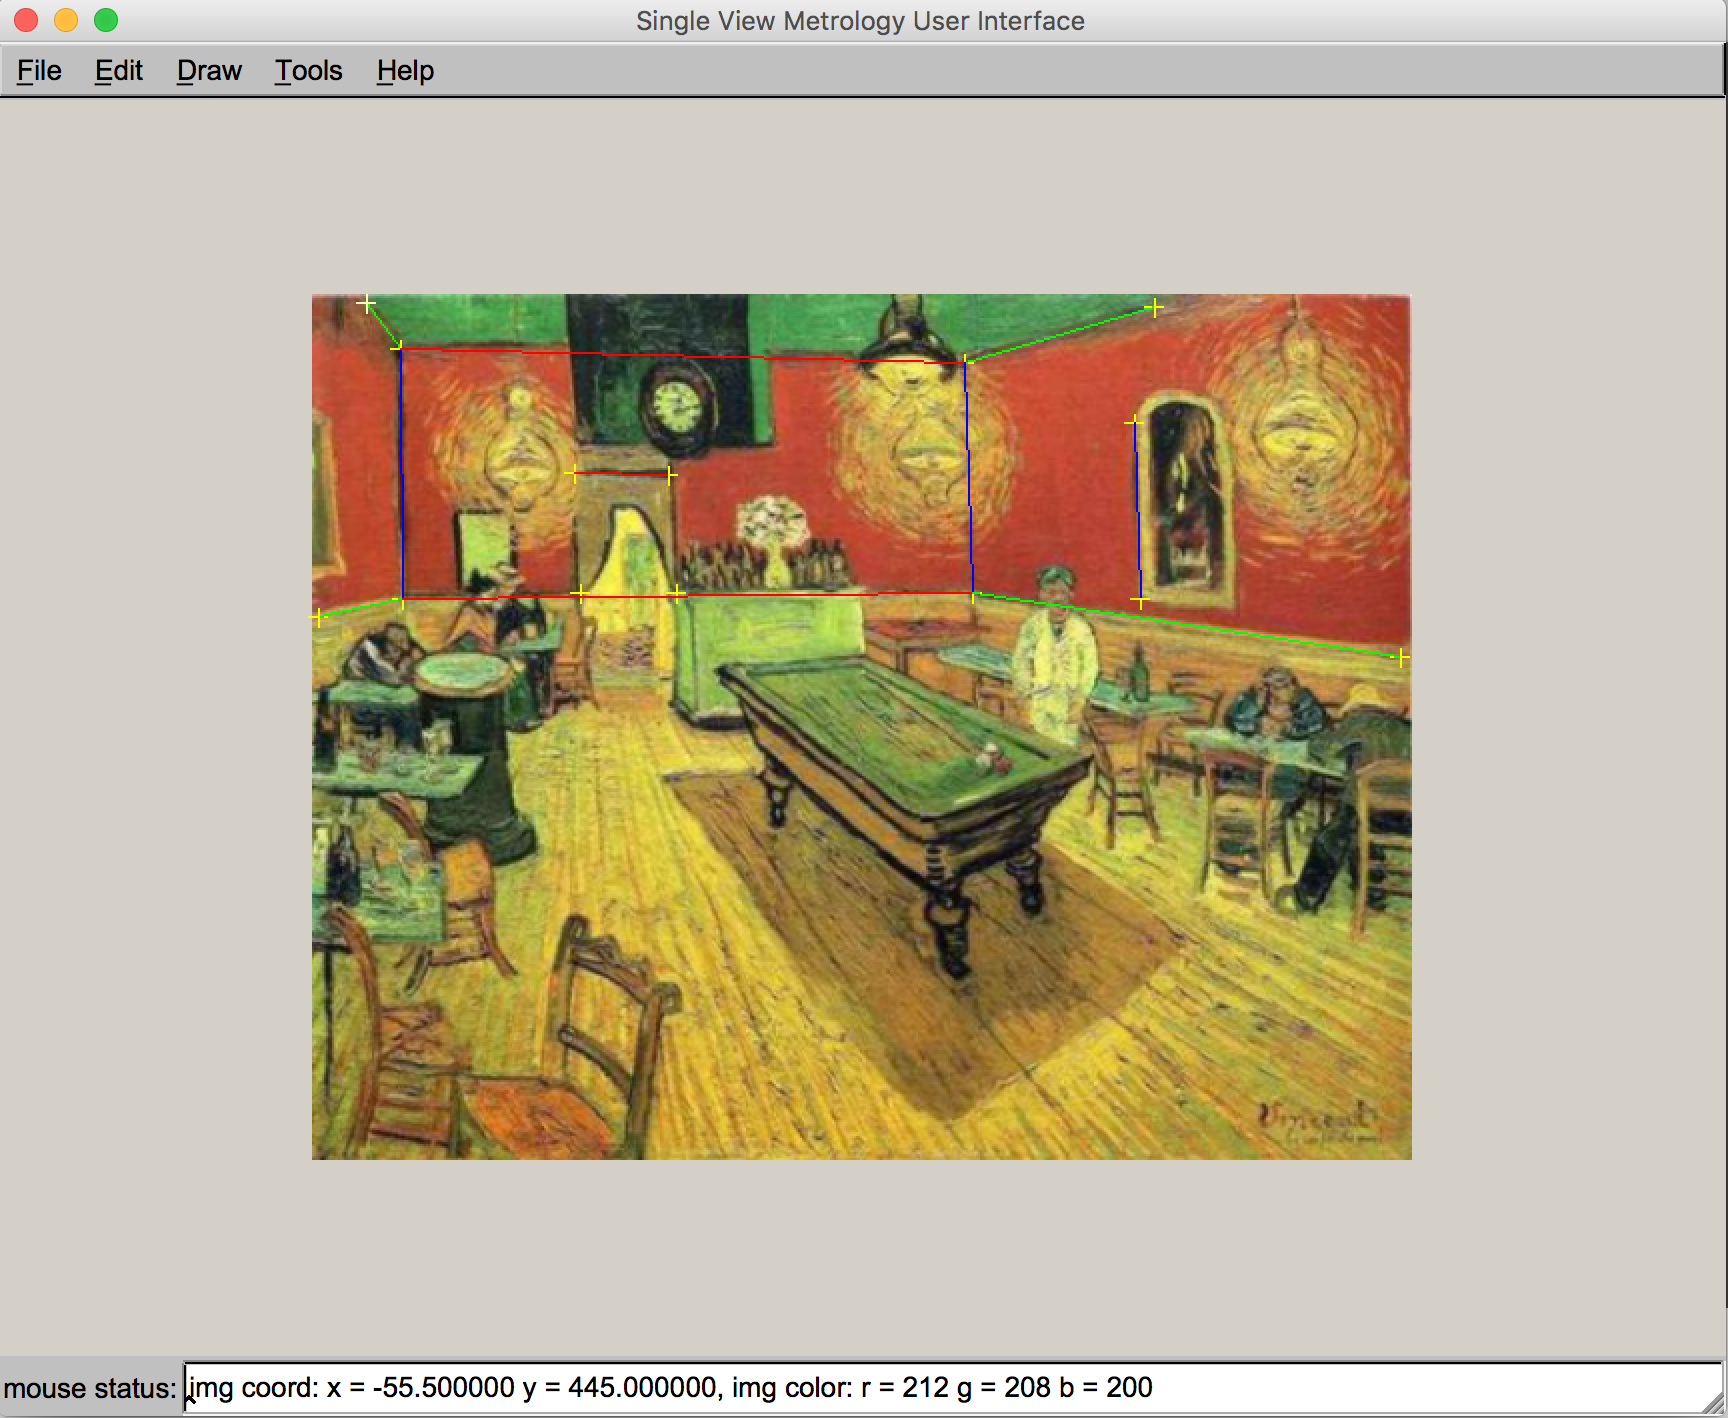 Single View Metrology User Interface
File Edit Draw Tools Help
Vincent
mouse status: img coord: x = -55.500000 y = 445.000000, img color: r = 212 g = 208 b = 200